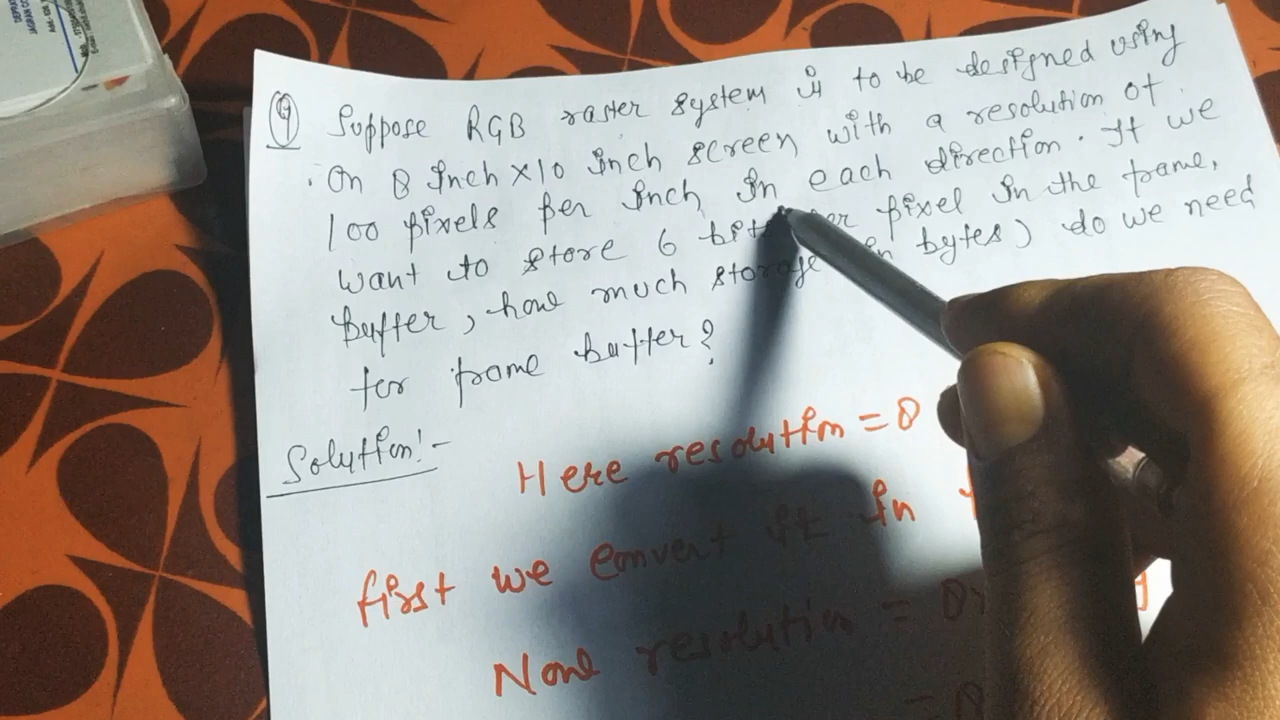 Q Suppose RGB raster system is to be designed using
on 8 inch × 10 inch screen with a resolution of
100 pixels per inch in each direction. If we
want to store 6 bits per pixel in the frame,
buffer, how much storage in bytes) do we need
for frame buffer?
Solution:-
Here resolution = 8
first we convert it in
Now resolution = 8×
= 8